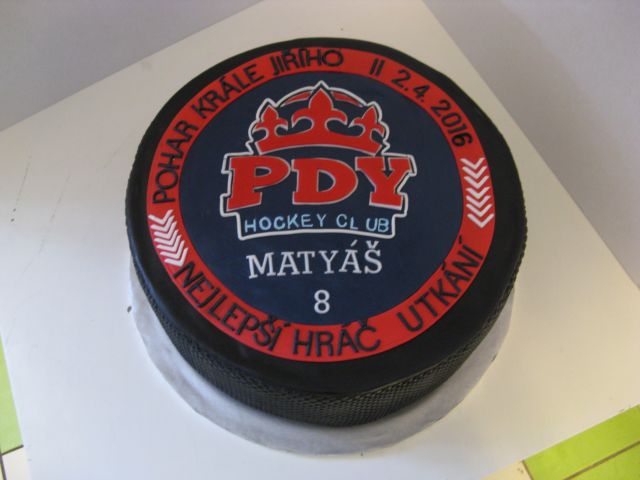 POHÁR KRÁLE JIŘÍHO II 2.4.2016
PDY
HOCKEY CLUB
MATYÁŠ
8
NEJLEPŠÍ HRÁČ UTKÁNÍ